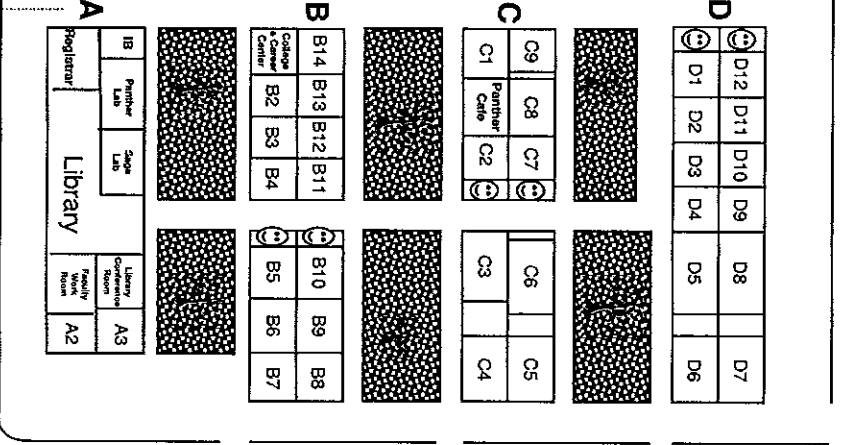 A
B
C
D
Registrar
IB
Panther
Lab
Sage
Lab
Library
Library
Conference
Room
Faculty
Work
Room
A3
A2
College
& Career
Center
B14
B2
B13
B3
B12
B4
B11
B5
B10
B6
B9
B7
B8
C1
C9
Panther
Cafe
C8
C2
C7
C3
C6
C4
C5
D1
D12
D2
D11
D3
D10
D4
D9
D5
D8
D6
D7